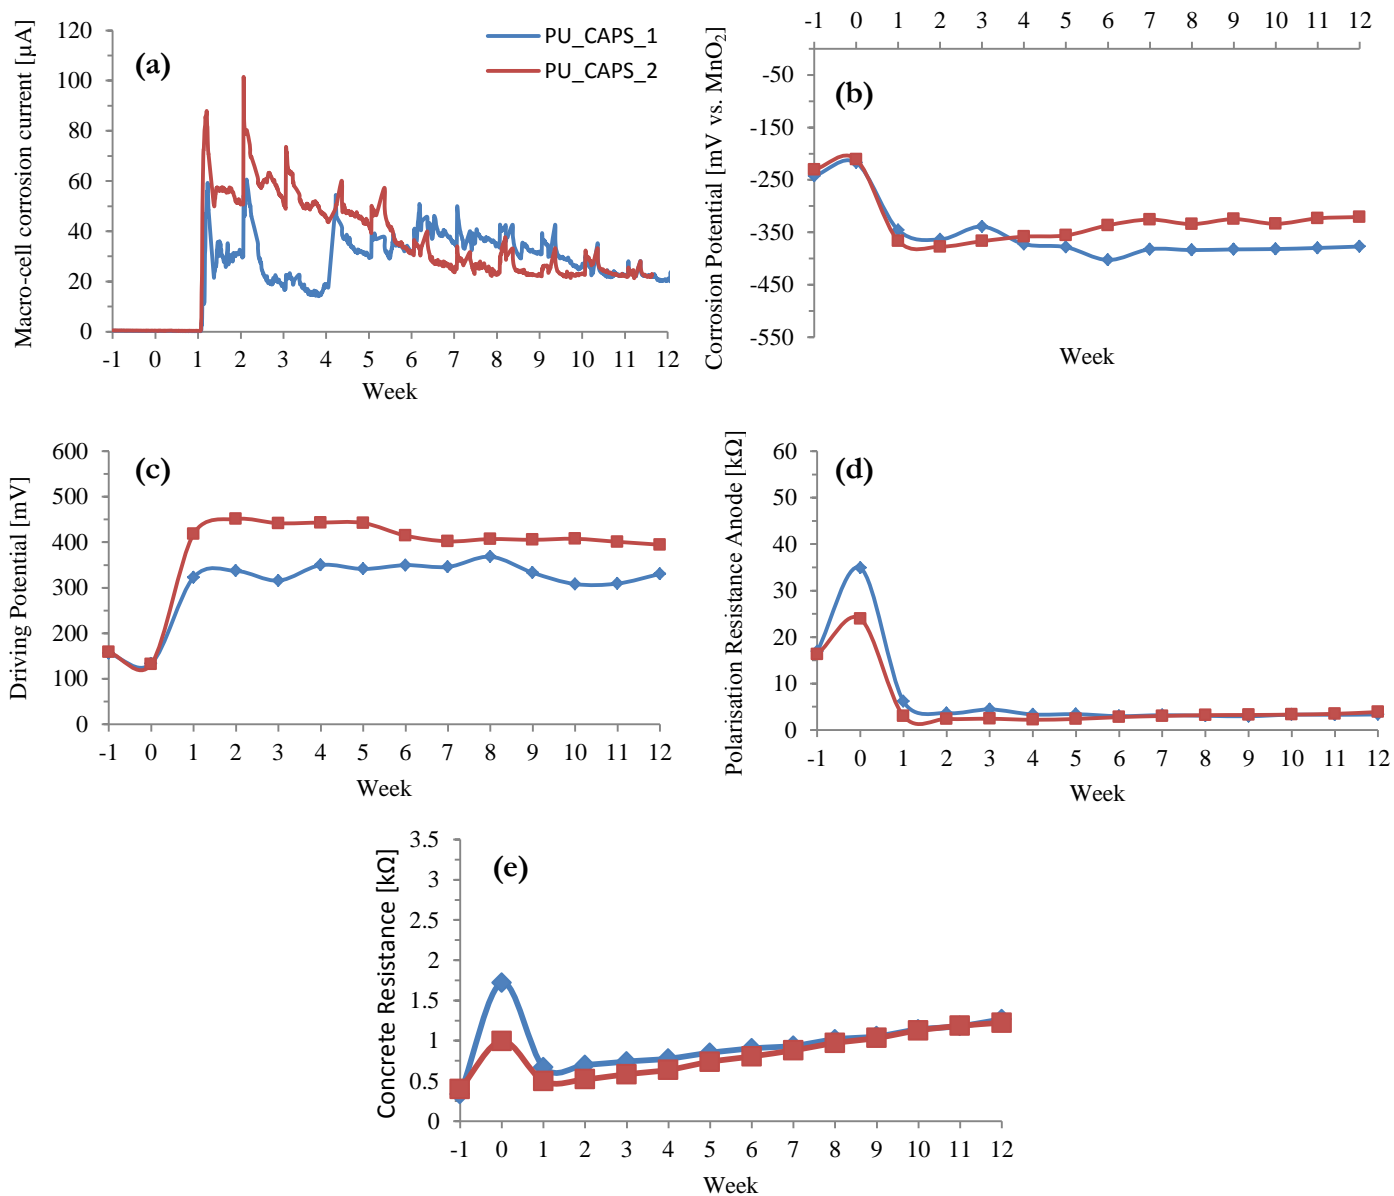 (a)
PU_CAPS_1
PU_CAPS_2
Macro-cell corrosion current [µA]
120
100
80
60
40
20
0
-1 0 1 2 3 4 5 6 7 8 9 10 11 12
Week
(b)
-1 0 1 2 3 4 5 6 7 8 9 10 11 12
Corrosion Potential [mV vs. MnO₂]
-50
-150
-250
-350
-450
-550
Week
(c)
Driving Potential [mV]
600
500
400
300
200
100
0
-1 0 1 2 3 4 5 6 7 8 9 10 11 12
Week
(d)
Polarisation Resistance Anode [kΩ]
60
50
40
30
20
10
0
-1 0 1 2 3 4 5 6 7 8 9 10 11 12
Week
(e)
Concrete Resistance [kΩ]
3.5
3
2.5
2
1.5
1
0.5
0
-1 0 1 2 3 4 5 6 7 8 9 10 11 12
Week